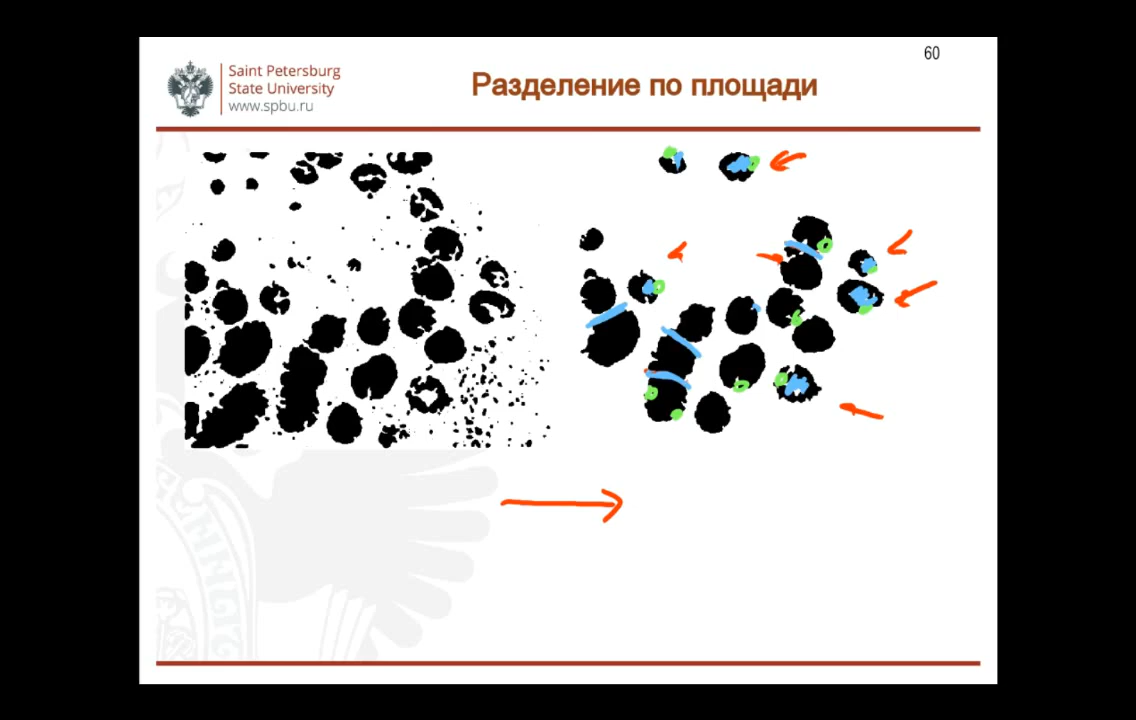 60
Saint Petersburg
State University
www.spbu.ru
Разделение по площади